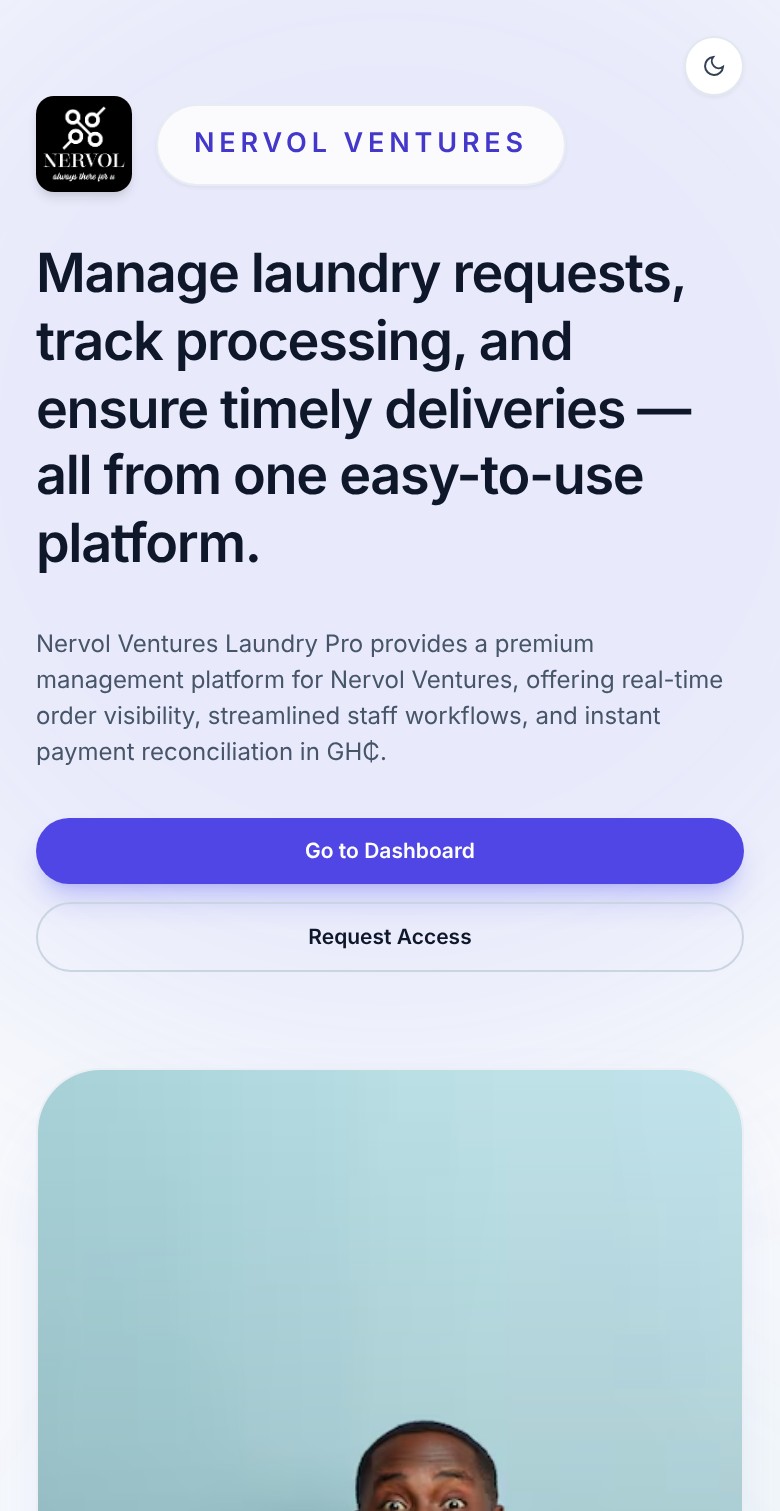 NERVOL
always there for u
NERVOL VENTURES
Manage laundry requests,
track processing, and
ensure timely deliveries —
all from one easy-to-use
platform.
Nervol Ventures Laundry Pro provides a premium
management platform for Nervol Ventures, offering real-time
order visibility, streamlined staff workflows, and instant
payment reconciliation in GH₵.
Go to Dashboard
Request Access